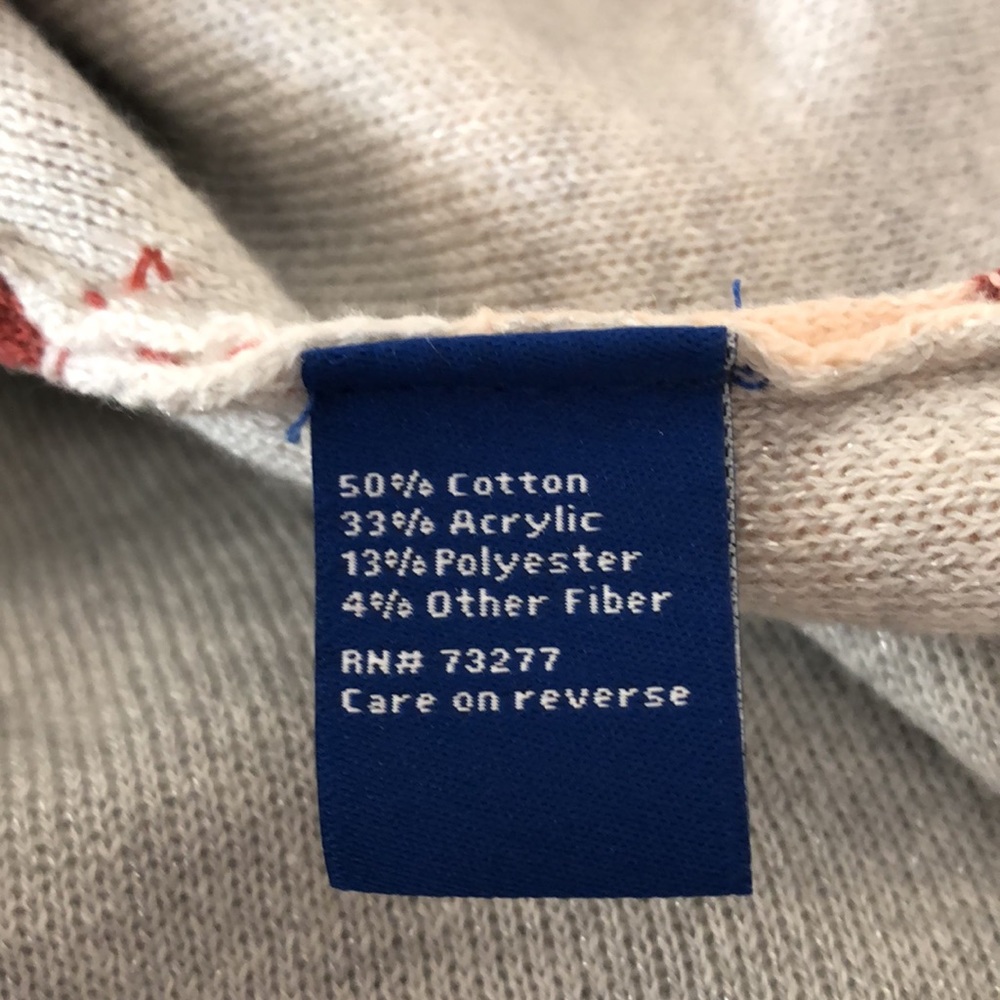 50% Cotton
33% Acrylic
13% Polyester
4% Other Fiber
RN# 73277
Care on reverse